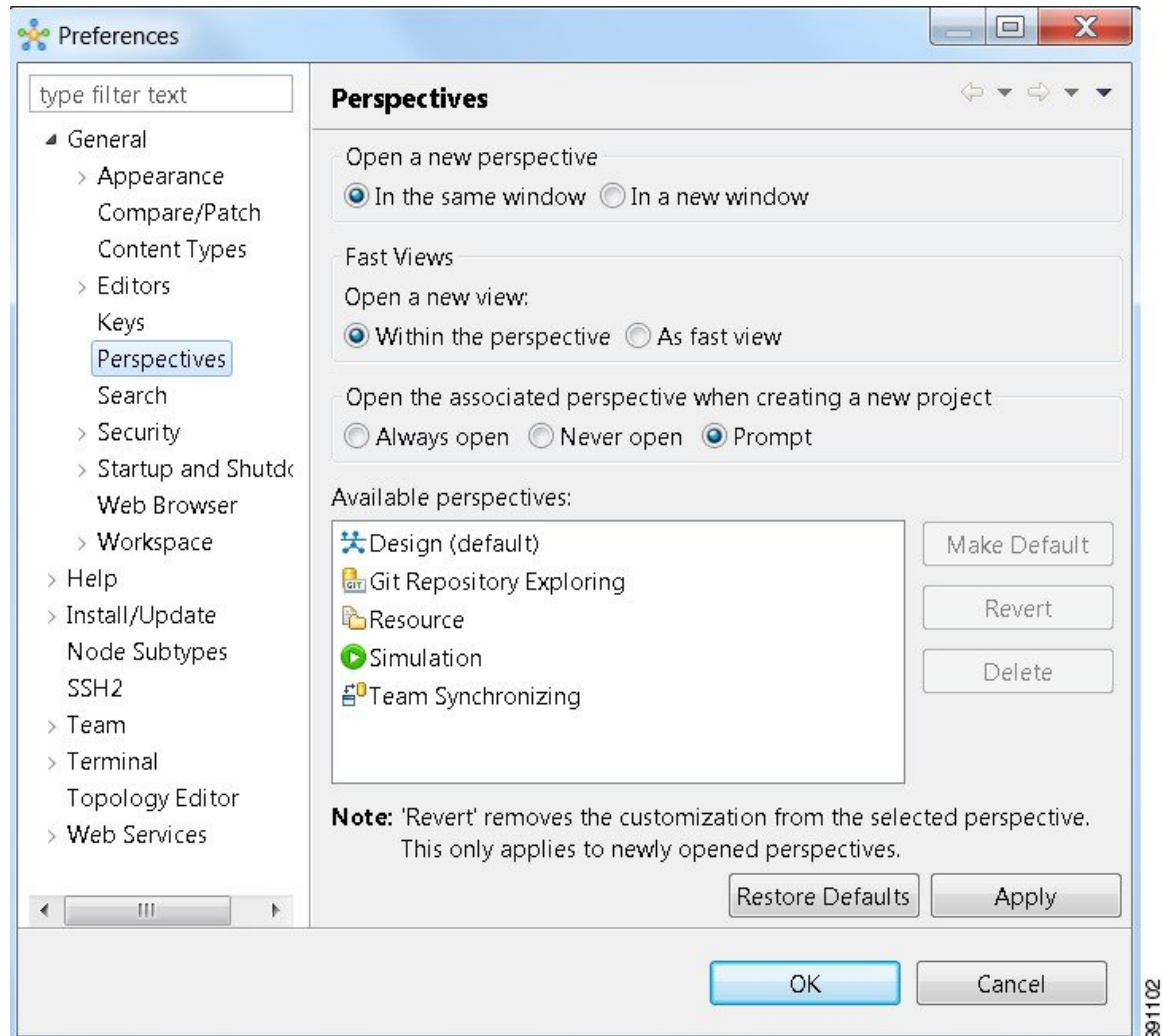 Preferences
type filter text
General
Appearance
Compare/Patch
Content Types
Editors
Keys
Perspectives
Search
Security
Startup and Shutd
Web Browser
Workspace
Help
Install/Update
Node Subtypes
SSH2
Team
Terminal
Topology Editor
Web Services
Perspectives
Open a new perspective
In the same window In a new window
Fast Views
Open a new view:
Within the perspective As fast view
Open the associated perspective when creating a new project
Always open Never open Prompt
Available perspectives:
Design (default)
GIT Git Repository Exploring
Resource
Simulation
Team Synchronizing
Make Default
Revert
Delete
Note: 'Revert' removes the customization from the selected perspective.
This only applies to newly opened perspectives.
Restore Defaults Apply
OK Cancel
391102